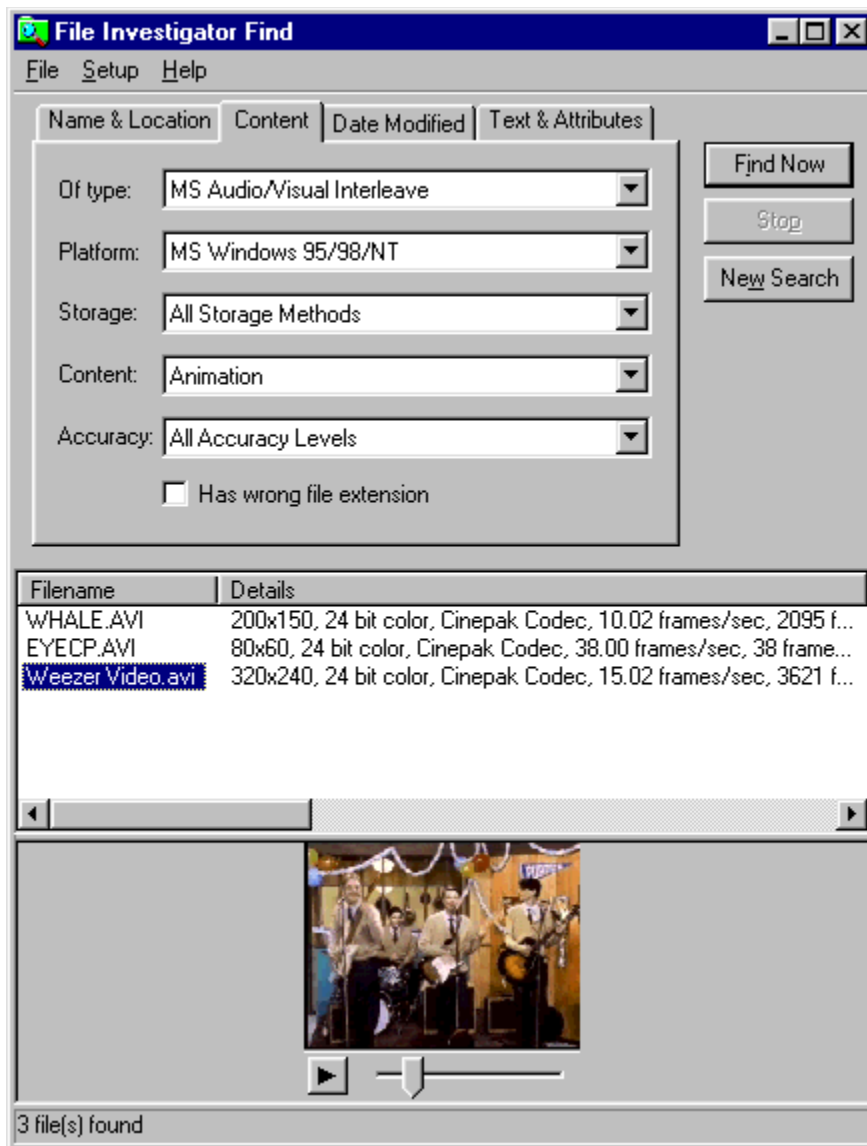 File Investigator Find
File Setup Help
Name & Location Content Date Modified Text & Attributes
Of type: MS Audio/Visual Interleave
Platform: MS Windows 95/98/NT
Storage: All Storage Methods
Content: Animation
Accuracy: All Accuracy Levels
Has wrong file extension
Find Now
Stop
New Search
Filename Details
WHALE.AVI 200x150, 24 bit color, Cinepak Codec, 10.02 frames/sec, 2095 f...
EYECP.AVI 80x60, 24 bit color, Cinepak Codec, 38.00 frames/sec, 38 frame...
Weezer Video.avi 320x240, 24 bit color, Cinepak Codec, 15.02 frames/sec, 3621 f...
3 file(s) found